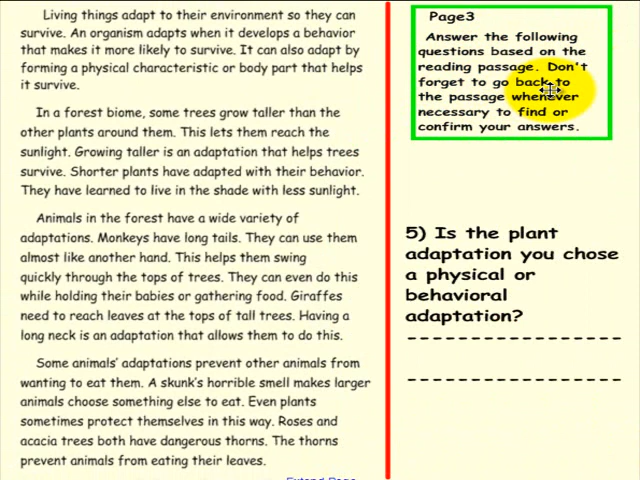 Living things adapt to their environment so they can
survive. An organism adapts when it develops a behavior
that makes it more likely to survive. It can also adapt by
forming a physical characteristic or body part that helps
it survive.
In a forest biome, some trees grow taller than the
other plants around them. This lets them reach the
sunlight. Growing taller is an adaptation that helps trees
survive. Shorter plants have adapted with their behavior.
They have learned to live in the shade with less sunlight.
Animals in the forest have a wide variety of
adaptations. Monkeys have long tails. They can use them
almost like another hand. This helps them swing
quickly through the tops of trees. They can even do this
while holding their babies or gathering food. Giraffes
need to reach leaves at the tops of tall trees. Having a
long neck is an adaptation that allows them to do this.
Some animals' adaptations prevent other animals from
wanting to eat them. A skunk's horrible smell makes larger
animals choose something else to eat. Even plants
sometimes protect themselves in this way. Roses and
acacia trees both have dangerous thorns. The thorns
prevent animals from eating their leaves.
Extend Page
Page3
Answer the following
questions based on the
reading passage. Don't
forget to go back to
the passage whenever
necessary to find or
confirm your answers.
5) Is the plant
adaptation you chose
a physical or
behavioral
adaptation?